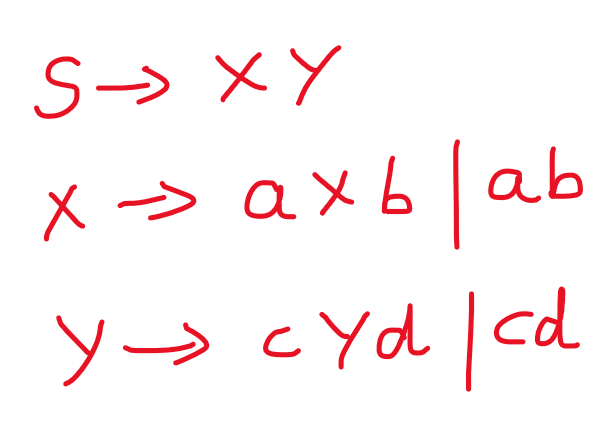 S → XY
X → aXb | ab
Y → cYd | cd